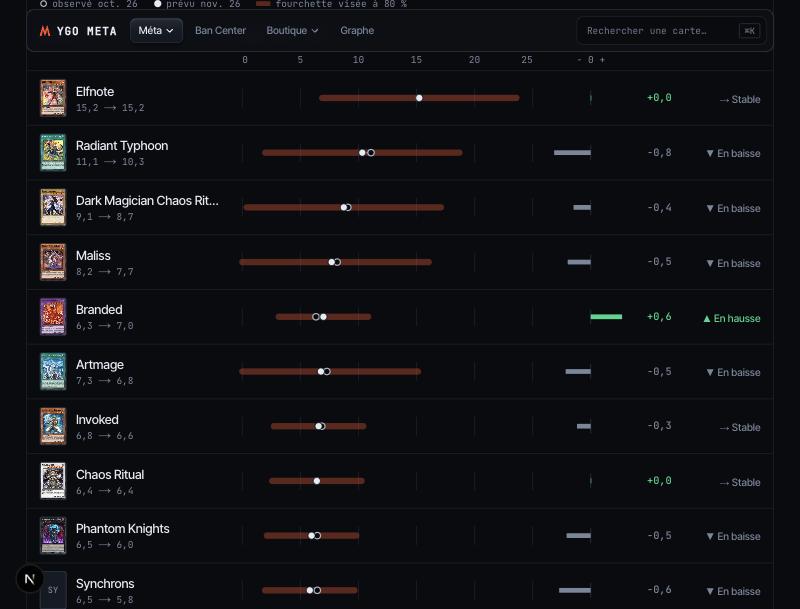 observé oct. 26 prévu nov. 26 fourchette visée à 80 %
YGO META Méta Ban Center Boutique Graphe Rechercher une carte… ⌘K
0 5 10 15 20 25 - 0 +
Elfnote +0,0 → Stable
15,2 → 15,2
Radiant Typhoon -0,8 ▼ En baisse
11,1 → 10,3
Dark Magician Chaos Rit… -0,4 ▼ En baisse
9,1 → 8,7
Maliss -0,5 ▼ En baisse
8,2 → 7,7
Branded +0,6 ▲ En hausse
6,3 → 7,0
Artmage -0,5 ▼ En baisse
7,3 → 6,8
Invoked -0,3 → Stable
6,8 → 6,6
Chaos Ritual +0,0 → Stable
6,4 → 6,4
Phantom Knights -0,5 ▼ En baisse
6,5 → 6,0
N SY Synchrons -0,6 ▼ En baisse
6,5 → 5,8